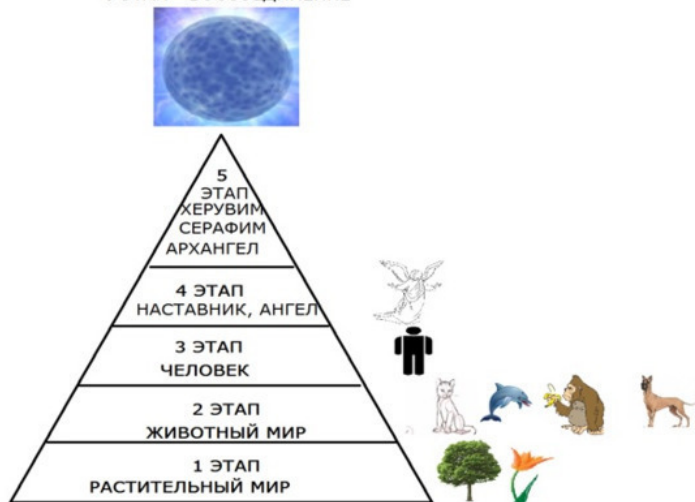 5
ЭТАП
ХЕРУВИМ
СЕРАФИМ
АРХАНГЕЛ
4 ЭТАП
НАСТАВНИК, АНГЕЛ
3 ЭТАП
ЧЕЛОВЕК
2 ЭТАП
ЖИВОТНЫЙ МИР
1 ЭТАП
РАСТИТЕЛЬНЫЙ МИР